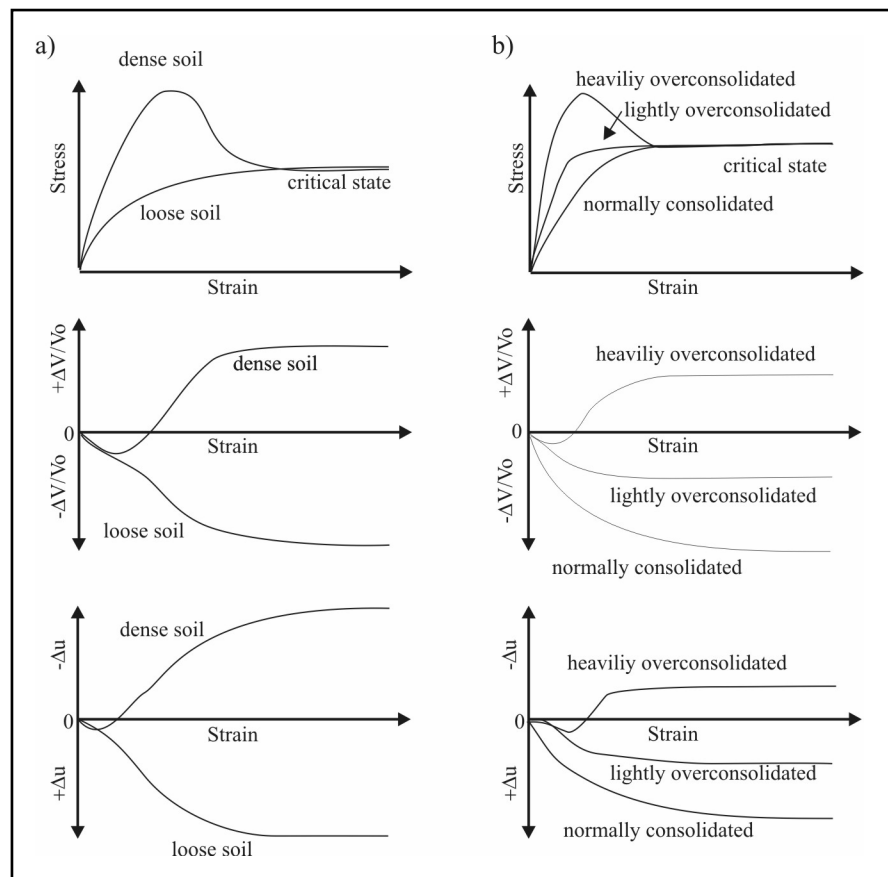 a)
dense soil
Stress
critical state
loose soil
Strain
+ΔV/Vo
dense soil
0
Strain
-ΔV/Vo
loose soil
-Δu
dense soil
0
Strain
+Δu
loose soil
b)
heaviliy overconsolidated
lightly overconsolidated
Stress
critical state
normally consolidated
Strain
+ΔV/Vo
heaviliy overconsolidated
0
Strain
-ΔV/Vo
lightly overconsolidated
normally consolidated
-Δu
heaviliy overconsolidated
0
Strain
+Δu
lightly overconsolidated
normally consolidated